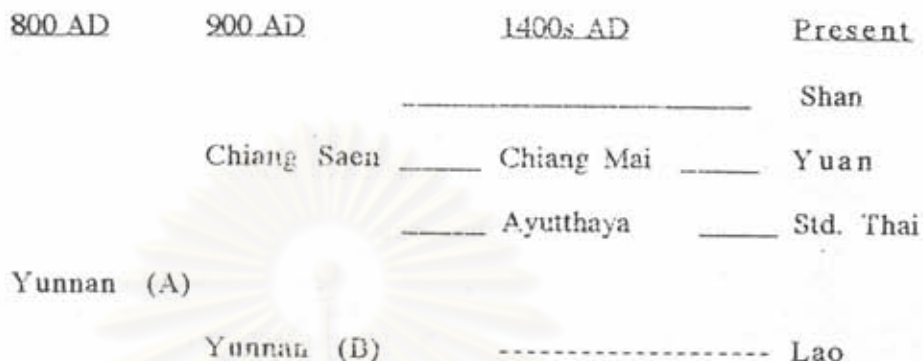 800 AD 900 AD 1400s AD Present
Shan
Chiang Saen Chiang Mai Yuan
Ayutthaya Std. Thai
Yunnan (A)
Yunnan (B) Lao